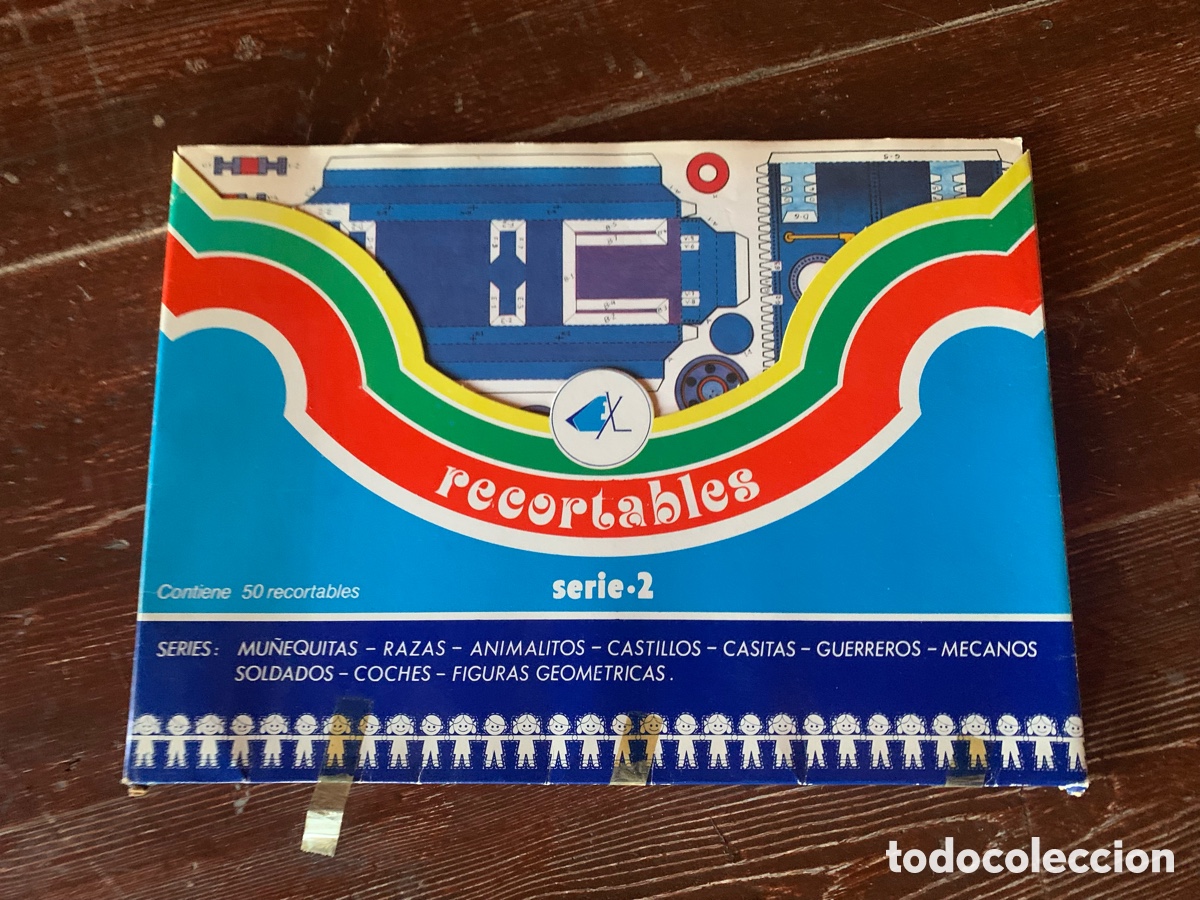 recortables
serie·2
Contiene 50 recortables
SERIES: MUÑEQUITAS – RAZAS – ANIMALITOS – CASTILLOS – CASITAS – GUERREROS – MECANOS
SOLDADOS – COCHES – FIGURAS GEOMETRICAS.
todocoleccion